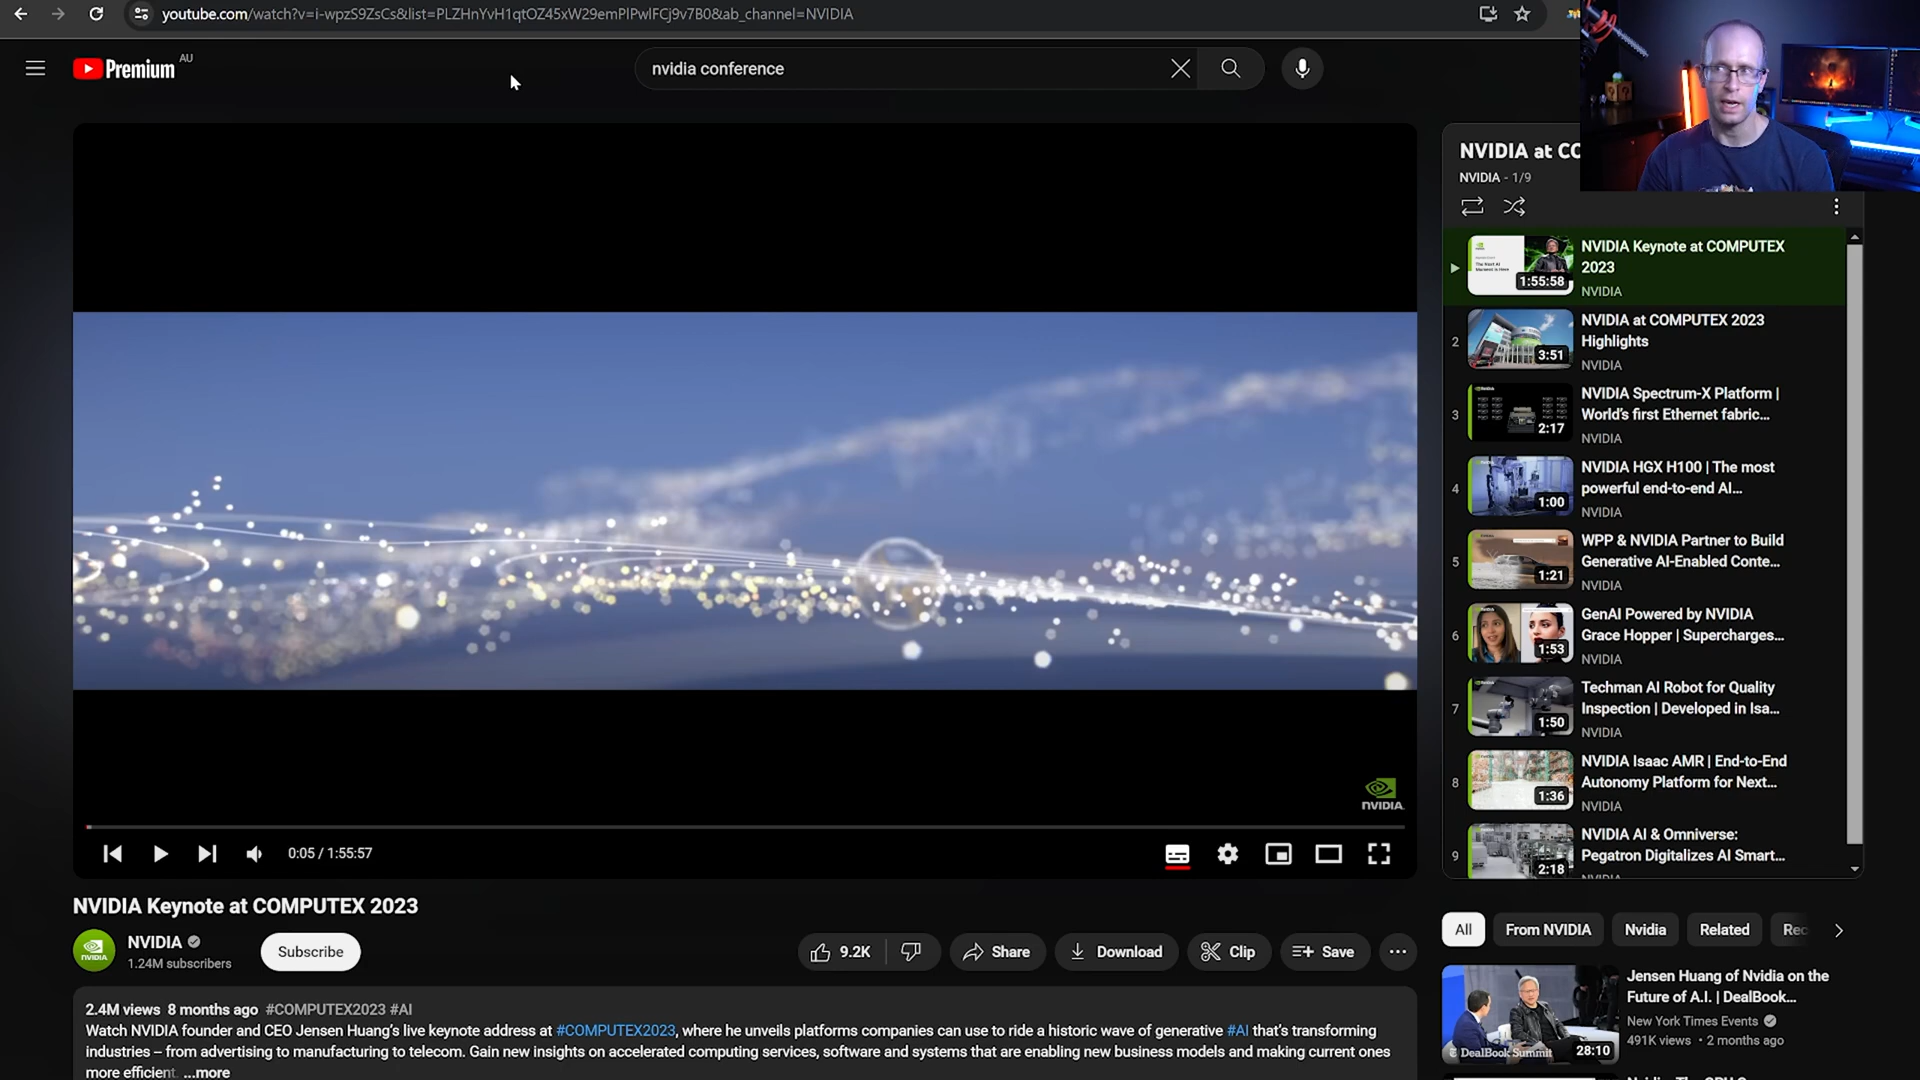 youtube.com/watch?v=i-wpzS9ZsCs&list=PLZHnYvH1qtOZ45xW29emPlPwlFCj9v7B0&ab_channel=NVIDIA
Premium AU
nvidia conference
NVIDIA at CO
NVIDIA - 1/9
NVIDIA Keynote at COMPUTEX
2023
NVIDIA
1:55:58
2
NVIDIA at COMPUTEX 2023
Highlights
NVIDIA
3:51
3
NVIDIA Spectrum-X Platform |
World's first Ethernet fabric...
NVIDIA
2:17
4
NVIDIA HGX H100 | The most
powerful end-to-end AI...
NVIDIA
1:00
5
WPP & NVIDIA Partner to Build
Generative AI-Enabled Conte...
NVIDIA
1:21
6
GenAI Powered by NVIDIA
Grace Hopper | Supercharges...
NVIDIA
1:53
7
Techman AI Robot for Quality
Inspection | Developed in Isa...
NVIDIA
1:50
8
NVIDIA Isaac AMR | End-to-End
Autonomy Platform for Next...
NVIDIA
1:36
9
NVIDIA AI & Omniverse:
Pegatron Digitalizes AI Smart...
2:18
NVIDIA.
0:05 / 1:55:57
NVIDIA Keynote at COMPUTEX 2023
NVIDIA
1.24M subscribers
Subscribe
9.2K
Share
Download
Clip
Save
2.4M views 8 months ago #COMPUTEX2023 #AI
Watch NVIDIA founder and CEO Jensen Huang's live keynote address at #COMPUTEX2023, where he unveils platforms companies can use to ride a historic wave of generative #AI that's transforming
industries – from advertising to manufacturing to telecom. Gain new insights on accelerated computing services, software and systems that are enabling new business models and making current ones
more efficient. ...more
All
From NVIDIA
Nvidia
Related
Rec
Jensen Huang of Nvidia on the
Future of A.I. | DealBook...
New York Times Events
491K views • 2 months ago
DealBook Summit
28:10